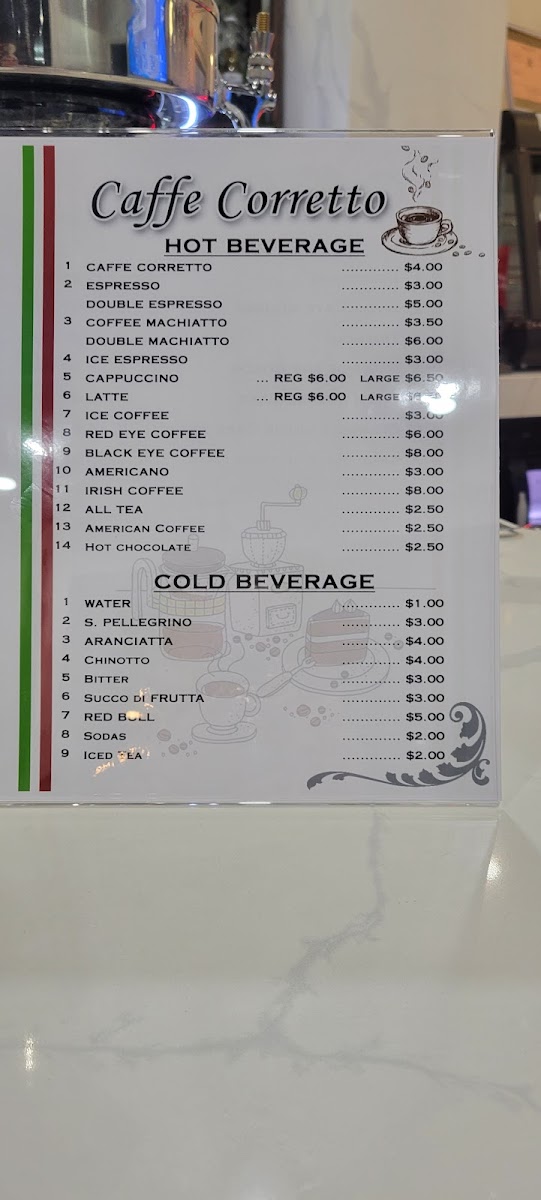 Caffe Corretto
HOT BEVERAGE
1 CAFFE CORRETTO ............. $4.00
2 ESPRESSO ............. $3.00
DOUBLE ESPRESSO ............. $5.00
3 COFFEE MACHIATTO ............. $3.50
DOUBLE MACHIATTO ............. $6.00
4 ICE ESPRESSO ............. $3.00
5 CAPPUCCINO ... REG $6.00 LARGE $6.50
6 LATTE ... REG $6.00 LARGE
7 ICE COFFEE ............. $3.00
8 RED EYE COFFEE ............. $6.00
9 BLACK EYE COFFEE ............. $8.00
10 AMERICANO ............. $3.00
11 IRISH COFFEE ............. $8.00
12 ALL TEA ............. $2.50
13 AMERICAN COFFEE ............. $2.50
14 HOT CHOCOLATE ............. $2.50
COLD BEVERAGE
1 WATER ............. $1.00
2 S. PELLEGRINO ............. $3.00
3 ARANCIATTA ............. $4.00
4 CHINOTTO ............. $4.00
5 BITTER ............. $3.00
6 SUCCO DI FRUTTA ............. $3.00
7 RED BULL ............. $5.00
8 SODAS ............. $2.00
9 ICED TEA ............. $2.00